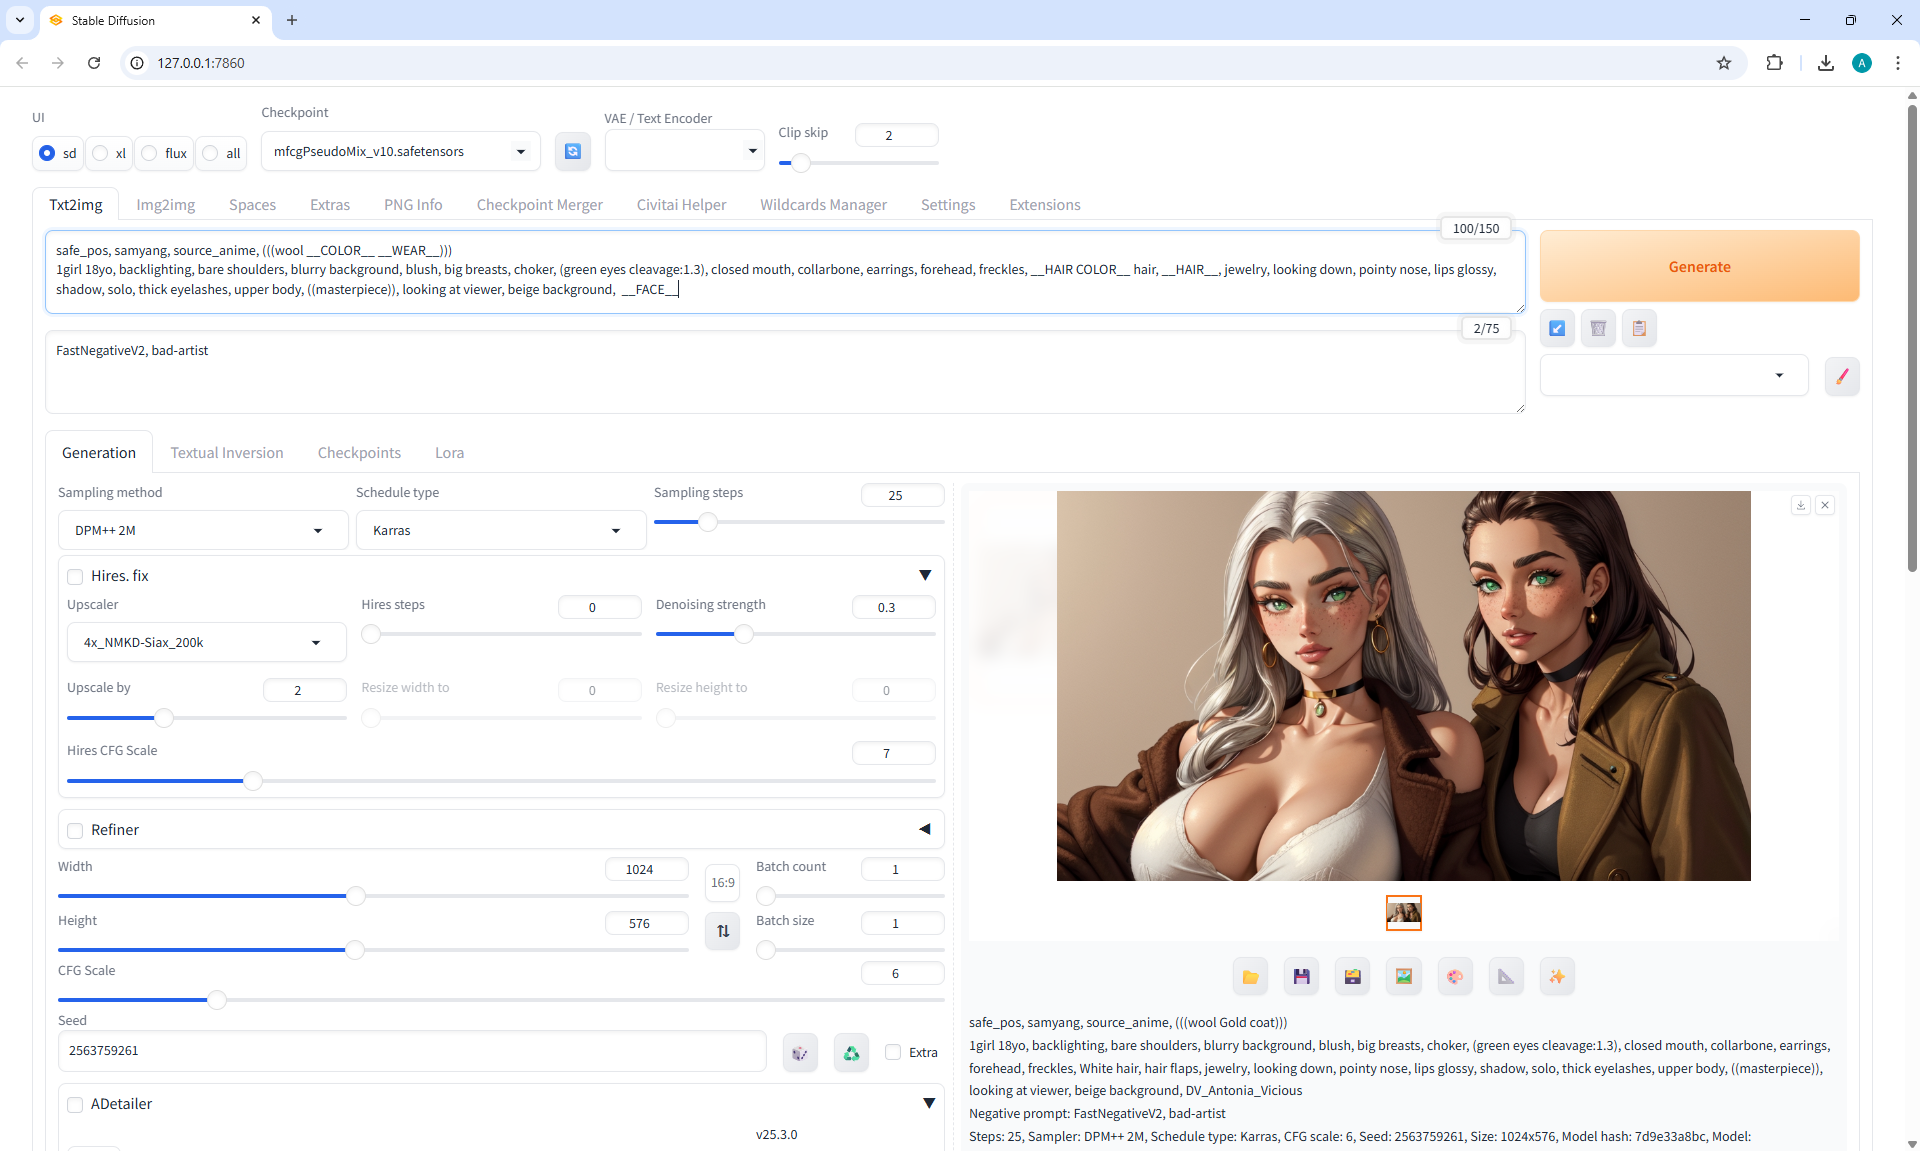 Stable Diffusion
127.0.0.1:7860
A
UI
Checkpoint
VAE / Text Encoder
Clip skip
2
sd
xl
flux
all
mfcgPseudoMix_v10.safetensors
Txt2img
Img2img
Spaces
Extras
PNG Info
Checkpoint Merger
Civitai Helper
Wildcards Manager
Settings
Extensions
100/150
safe_pos, samyang, source_anime, (((wool __COLOR__ __WEAR__)))
1girl 18yo, backlighting, bare shoulders, blurry background, blush, big breasts, choker, (green eyes cleavage:1.3), closed mouth, collarbone, earrings, forehead, freckles, __HAIR COLOR__ hair, __HAIR__, jewelry, looking down, pointy nose, lips glossy,
shadow, solo, thick eyelashes, upper body, ((masterpiece)), looking at viewer, beige background,  __FACE__
Generate
2/75
FastNegativeV2, bad-artist
Generation
Textual Inversion
Checkpoints
Lora
Sampling method
Schedule type
Sampling steps
25
DPM++ 2M
Karras
Hires. fix
Upscaler
Hires steps
0
Denoising strength
0.3
4x_NMKD-Siax_200k
Upscale by
2
Resize width to
0
Resize height to
0
Hires CFG Scale
7
Refiner
Width
1024
16:9
Batch count
1
Height
576
Batch size
1
CFG Scale
6
Seed
2563759261
Extra
ADetailer
v25.3.0
safe_pos, samyang, source_anime, (((wool Gold coat)))
1girl 18yo, backlighting, bare shoulders, blurry background, blush, big breasts, choker, (green eyes cleavage:1.3), closed mouth, collarbone, earrings,
forehead, freckles, White hair, hair flaps, jewelry, looking down, pointy nose, lips glossy, shadow, solo, thick eyelashes, upper body, ((masterpiece)),
looking at viewer, beige background, DV_Antonia_Vicious
Negative prompt: FastNegativeV2, bad-artist
Steps: 25, Sampler: DPM++ 2M, Schedule type: Karras, CFG scale: 6, Seed: 2563759261, Size: 1024x576, Model hash: 7d9e33a8bc, Model: